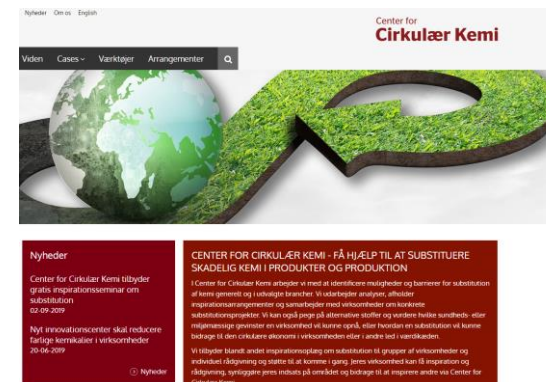 Nyheder Om os English
Center for
Cirkulær Kemi
Viden Cases Værktøjer Arrangementer
Nyheder
Center for Cirkulær Kemi tilbyder
gratis inspirationsseminar om
substitution
02-09-2019
Nyt innovationscenter skal reducere
farlige kemikalier i virksomheder
20-06-2019
Nyheder
CENTER FOR CIRKULÆR KEMI - FÅ HJÆLP TIL AT SUBSTITUERE
SKADELIG KEMI I PRODUKTER OG PRODUKTION
I Center for Cirkulær Kemi arbejder vi med at identificere muligheder og barrierer for substitution
af kemi generelt og i udvalgte brancher. Vi udarbejder analyser, afholder
inspirationsarrangementer og samarbejder med virksomheder om konkrete
substitutionsprojekter. Vi kan også pege på alternative stoffer og vurdere hvilke sundheds- eller
miljømæssige gevinster en virksomhed vil kunne opnå, eller hvordan en substitution vil kunne
bidrage til den cirkulære økonomi i virksomheden eller i andre led i værdikæden.
Vi tilbyder blandt andet inspirationsoplæg om substitution til grupper af virksomheder og
individuel rådgivning og støtte til at komme i gang. Jeres virksomhed kan få inspiration og
rådgivning, synliggøre jeres indsats på området og bidrage til at inspirere andre via Center for
Cirkulær Kemi.